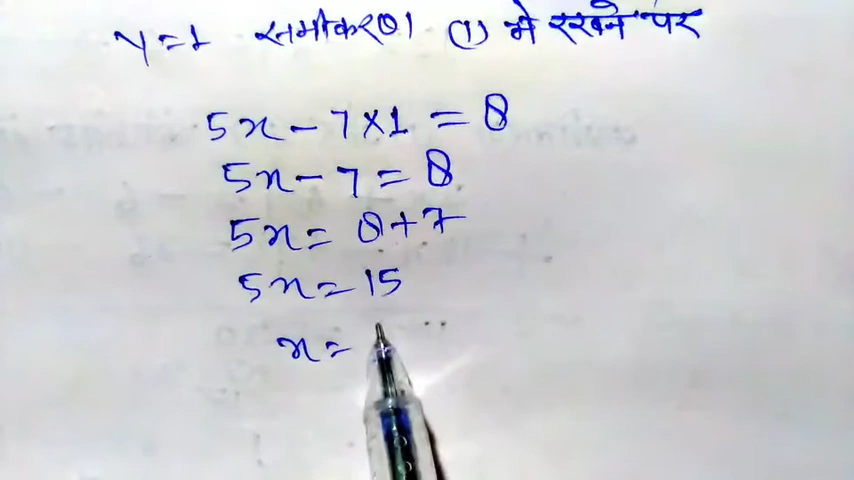 y=1 समीकरण (1) मे रखने पर
5x - 7×1 = 8
5x - 7 = 8
5x = 8+7
5x = 15
x =